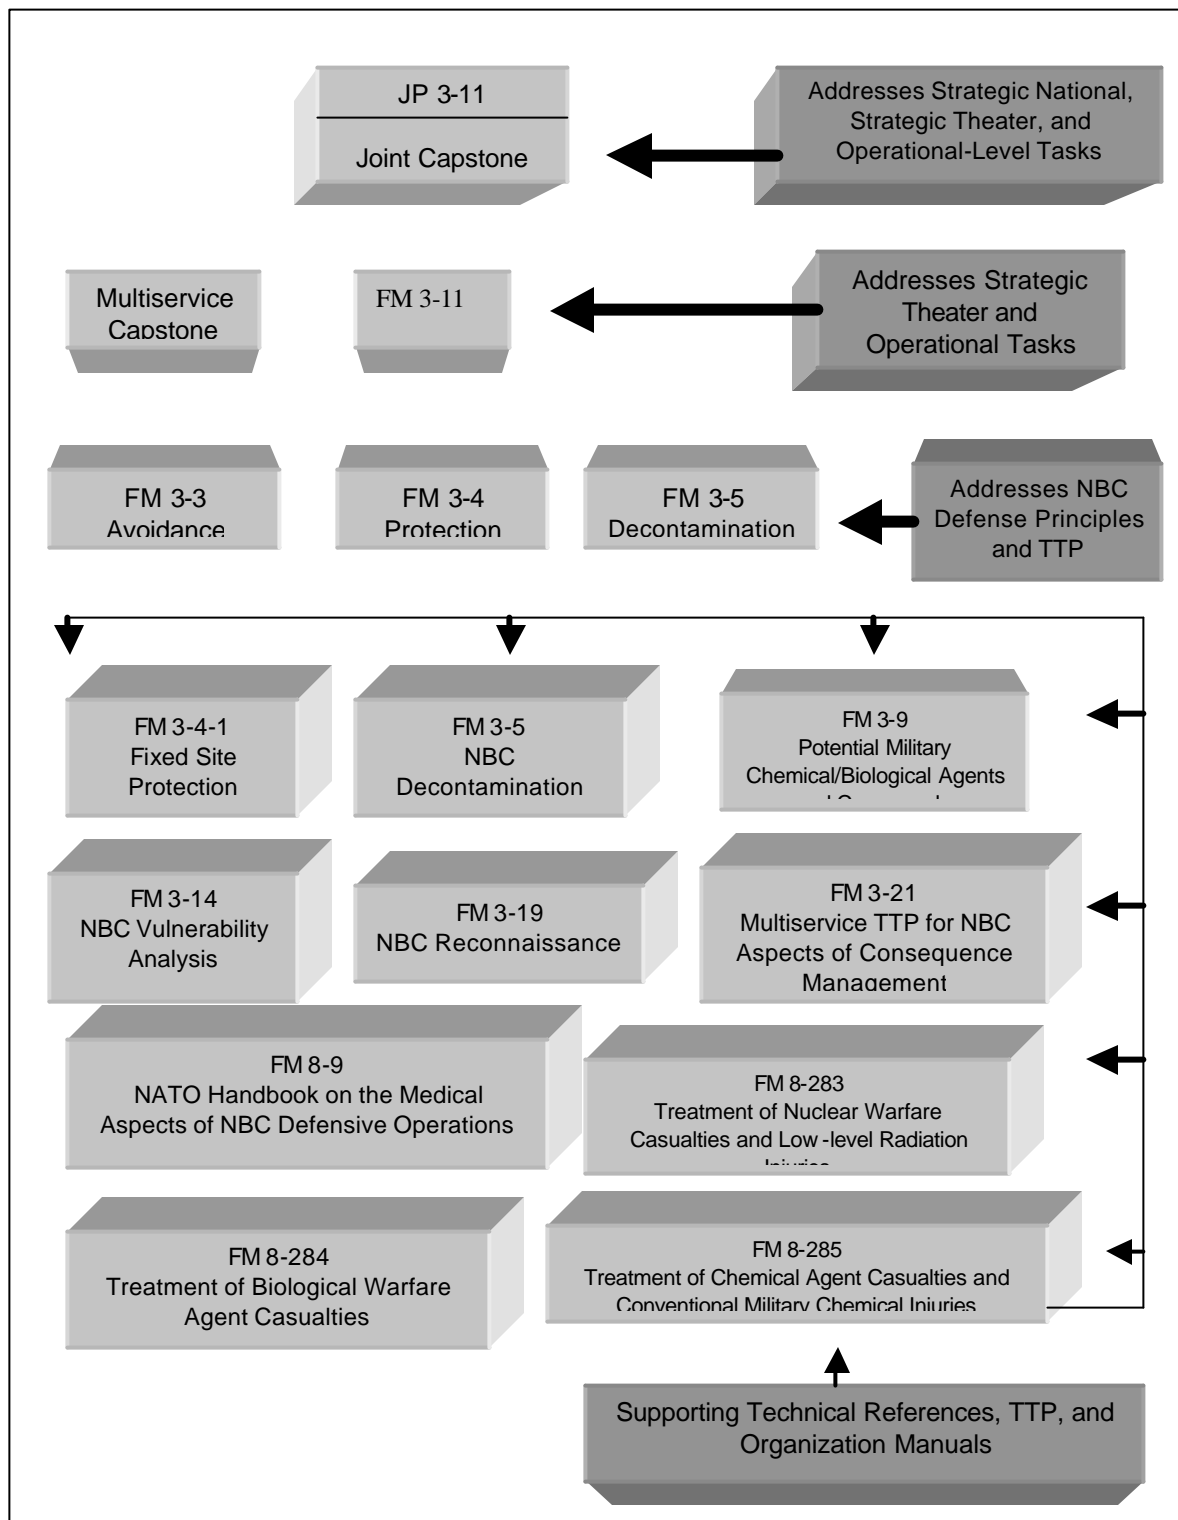 JP 3-11
Joint Capstone
Addresses Strategic National,
Strategic Theater, and
Operational-Level Tasks
Multiservice
Capstone
FM 3-11
Addresses Strategic
Theater and
Operational Tasks
FM 3-3
Avoidance
FM 3-4
Protection
FM 3-5
Decontamination
Addresses NBC
Defense Principles
and TTP
FM 3-4-1
Fixed Site
Protection
FM 3-5
NBC
Decontamination
FM 3-9
Potential Military
Chemical/Biological Agents
FM 3-14
NBC Vulnerability
Analysis
FM 3-19
NBC Reconnaissance
FM 3-21
Multiservice TTP for NBC
Aspects of Consequence
Management
FM 8-9
NATO Handbook on the Medical
Aspects of NBC Defensive Operations
FM 8-283
Treatment of Nuclear Warfare
Casualties and Low-level Radiation
FM 8-284
Treatment of Biological Warfare
Agent Casualties
FM 8-285
Treatment of Chemical Agent Casualties and
Conventional Military Chemical Injuries
Supporting Technical References, TTP, and
Organization Manuals